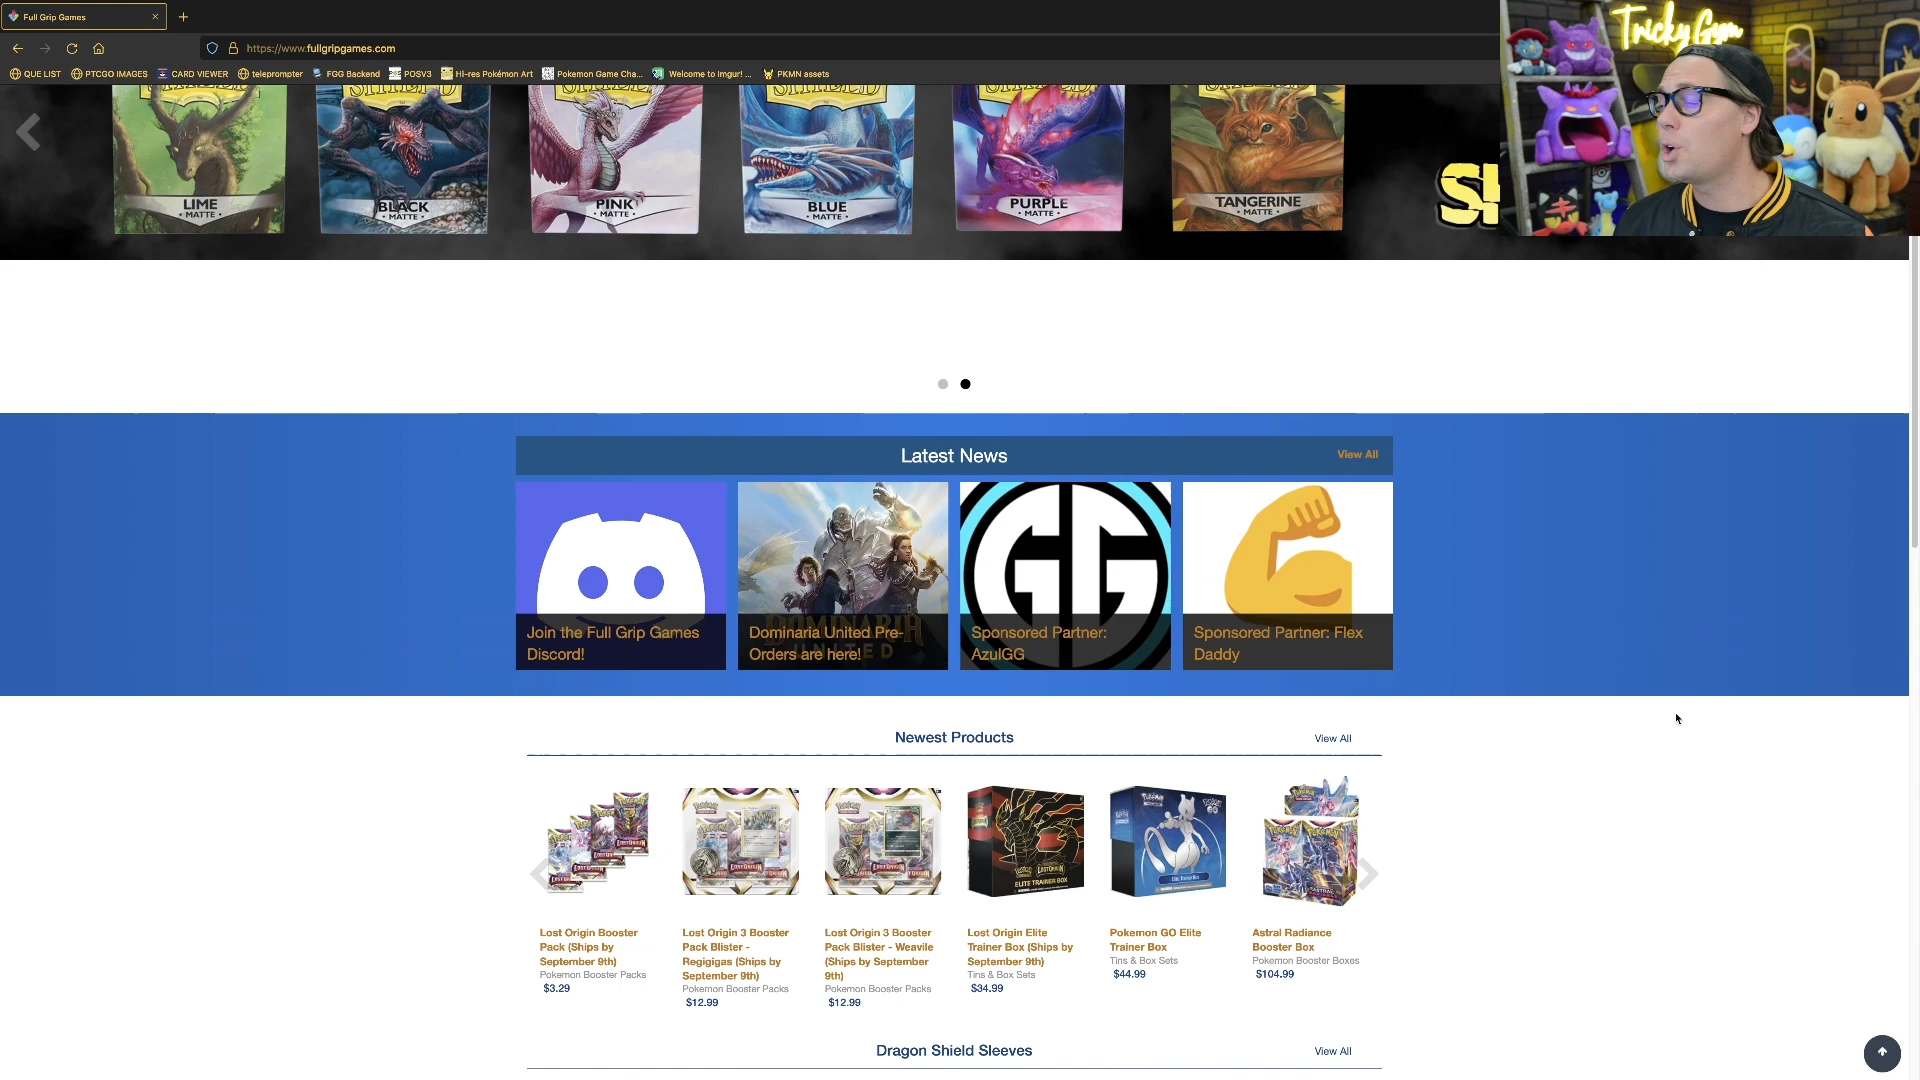 Full Grip Games
https://www.fullgripgames.com
QUE LIST
PTCGO IMAGES
CARD VIEWER
teleprompter
FGG Backend
POSV3
Hi-res Pokémon Art
Pokemon Game Cha...
Welcome to Imgur! ...
PKMN assets
Tricky Gym
LIME
• MATTE •
BLACK
• MATTE •
PINK
• MATTE •
BLUE
• MATTE •
PURPLE
• MATTE •
TANGERINE
• MATTE •
Latest News
View All
GG
Join the Full Grip Games
Discord!
Dominaria United Pre-
Orders are here!
Sponsored Partner:
AzulGG
Sponsored Partner: Flex
Daddy
Newest Products
View All
ELITE TRAINER BOX
Lost Origin Booster
Pack (Ships by
September 9th)
Pokemon Booster Packs
$3.29
Lost Origin 3 Booster
Pack Blister -
Regigigas (Ships by
September 9th)
Pokemon Booster Packs
$12.99
Lost Origin 3 Booster
Pack Blister - Weavile
(Ships by September
9th)
Pokemon Booster Packs
$12.99
Lost Origin Elite
Trainer Box (Ships by
September 9th)
Tins & Box Sets
$34.99
Pokemon GO Elite
Trainer Box
Tins & Box Sets
$44.99
Astral Radiance
Booster Box
Pokemon Booster Boxes
$104.99
Dragon Shield Sleeves
View All